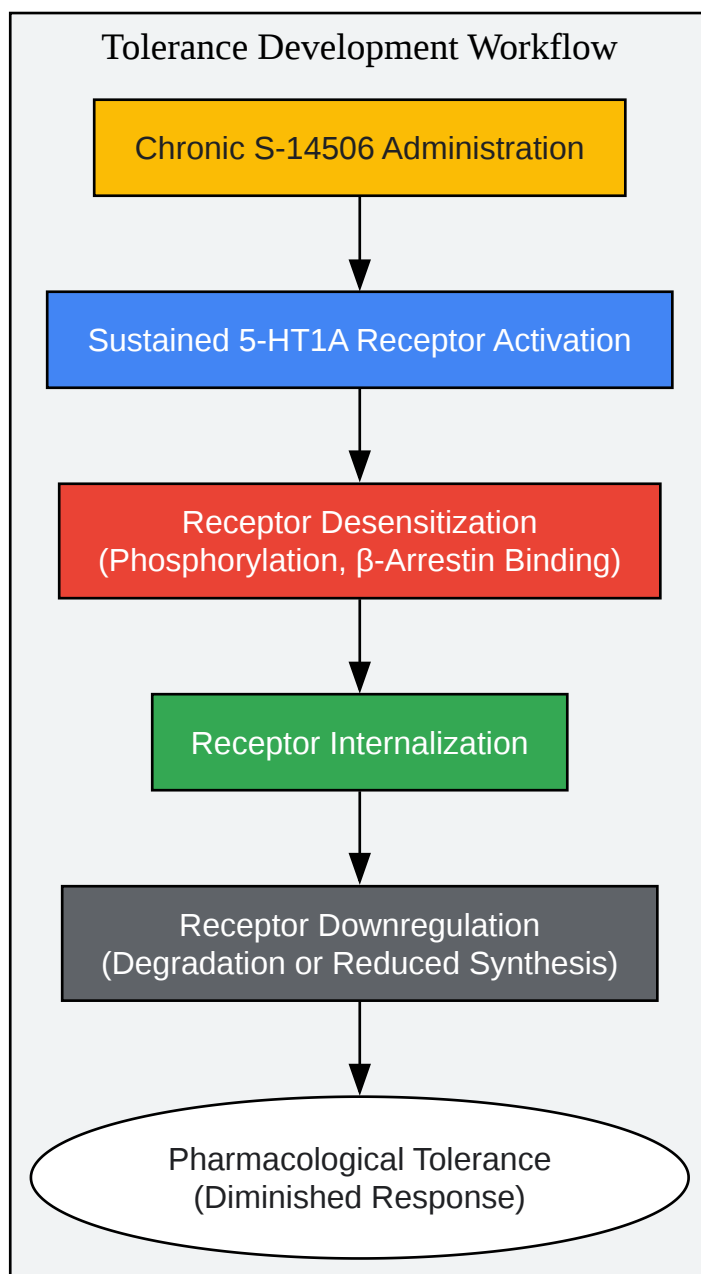 Tolerance Development Workflow
Chronic S-14506 Administration
Sustained 5-HT1A Receptor Activation
Receptor Desensitization
(Phosphorylation, β-Arrestin Binding)
Receptor Internalization
Receptor Downregulation
(Degradation or Reduced Synthesis)
Pharmacological Tolerance
(Diminished Response)